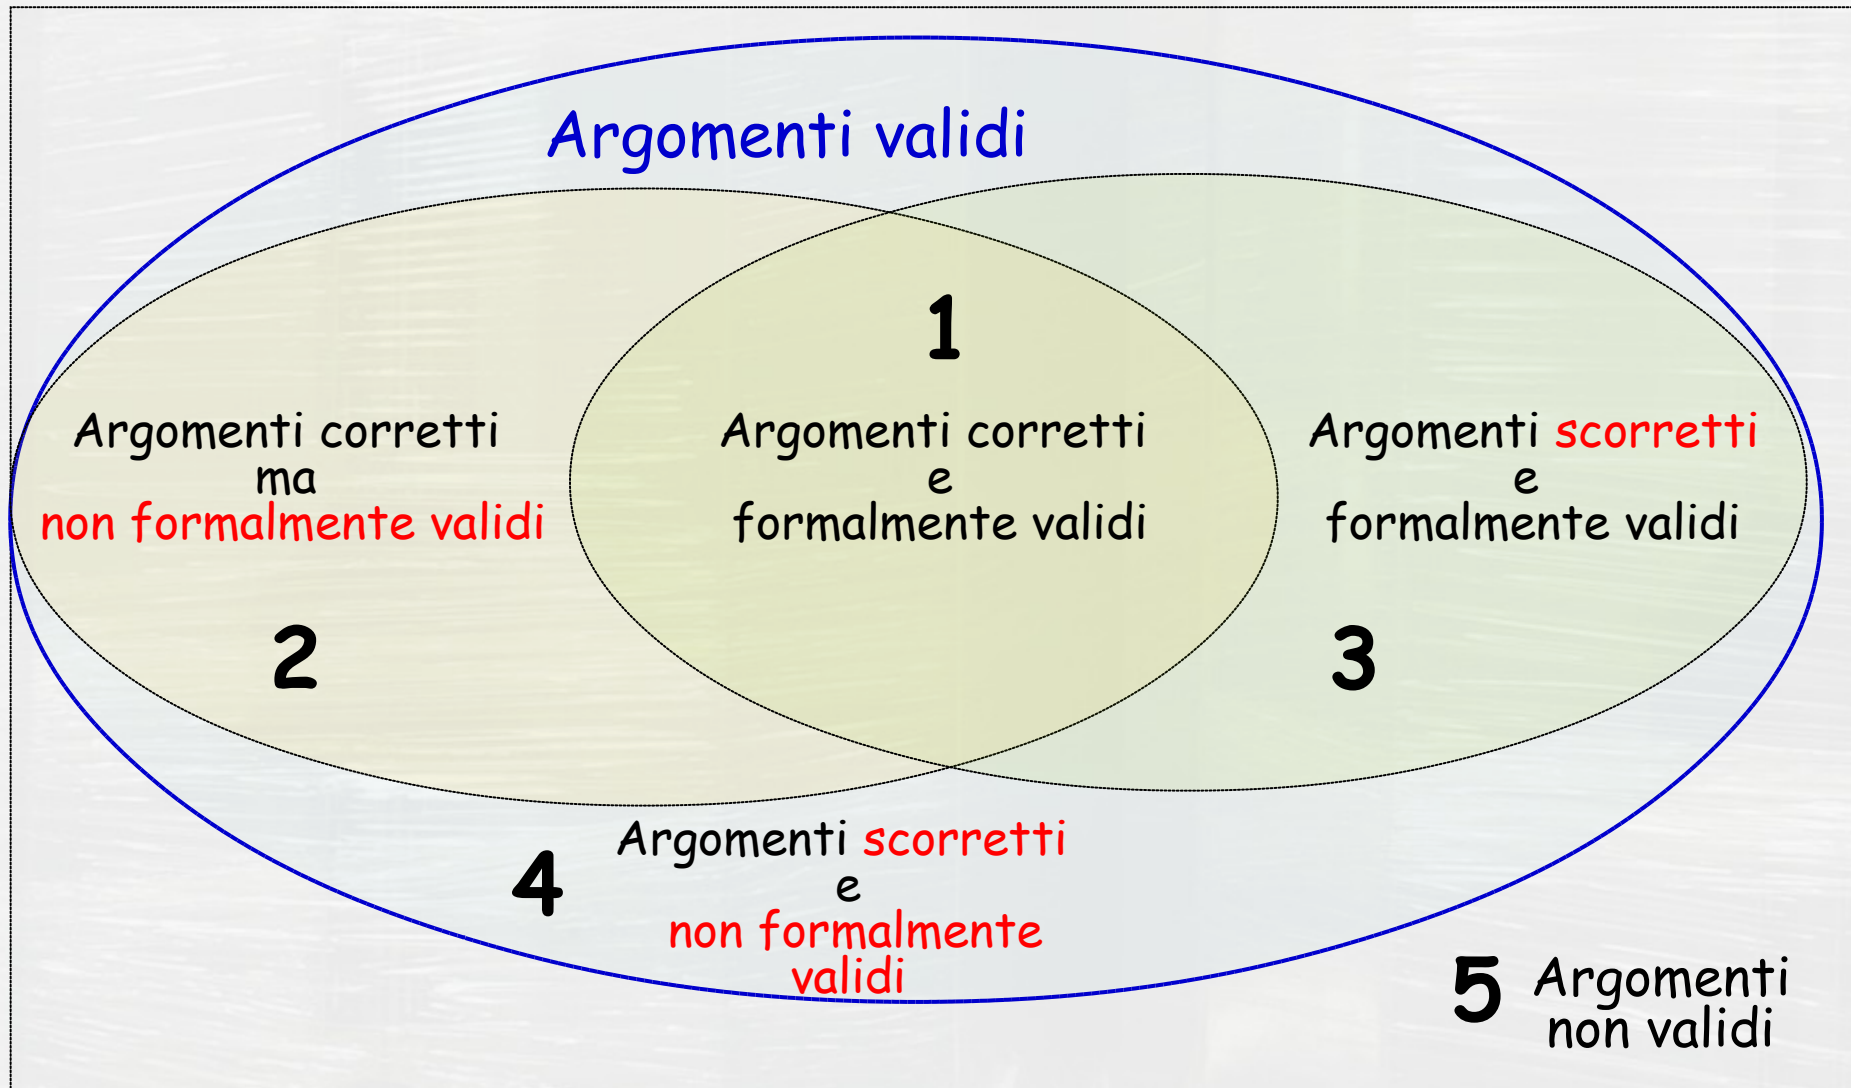 Argomenti validi
1
Argomenti corretti
ma
non formalmente validi
2
Argomenti corretti
e
formalmente validi
Argomenti scorretti
e
formalmente validi
3
4
Argomenti scorretti
e
non formalmente
validi
5
Argomenti
non validi